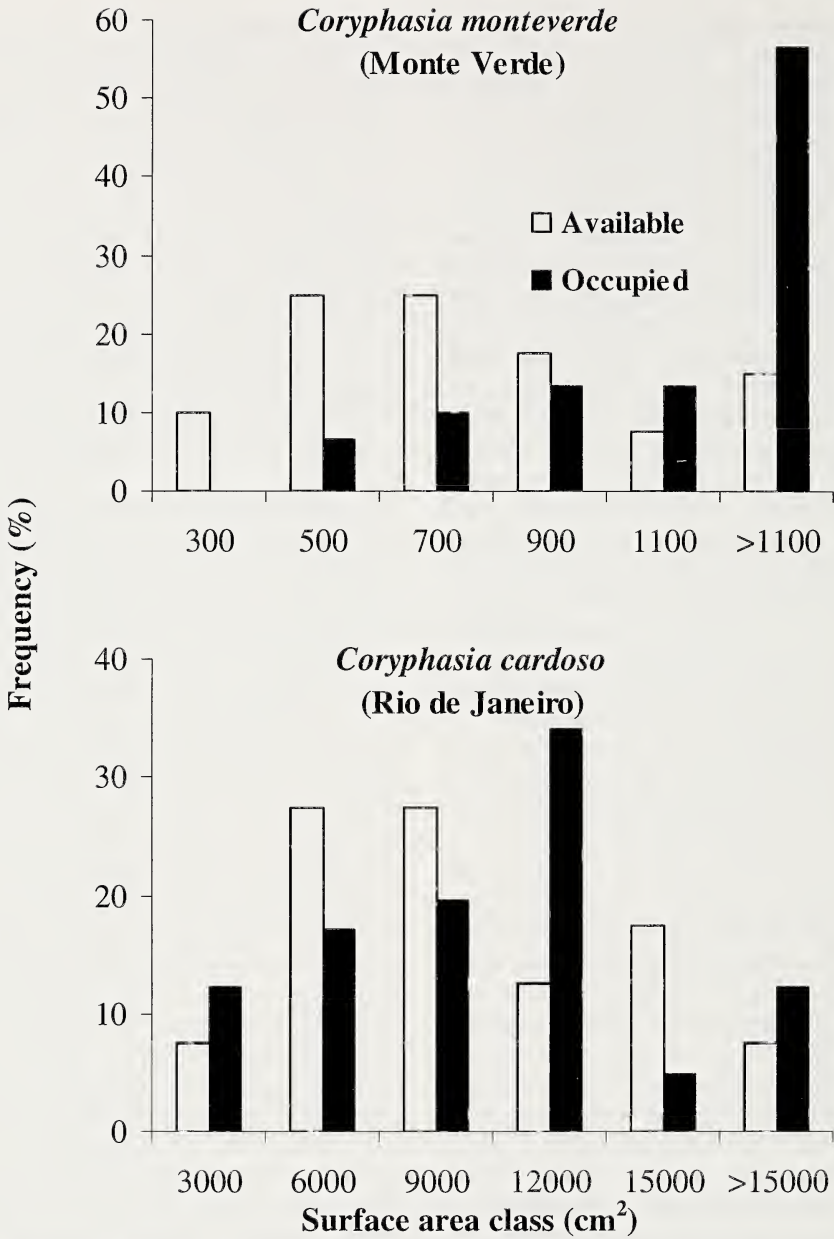 Coryphasia monteverde
(Monte Verde)
60
50
40
30
20
10
0
Available
Occupied
300 500 700 900 1100 >1100
Frequency (%)
Coryphasia cardoso
(Rio de Janeiro)
40
30
20
10
0
3000 6000 9000 12000 15000 >15000
Surface area class (cm²)